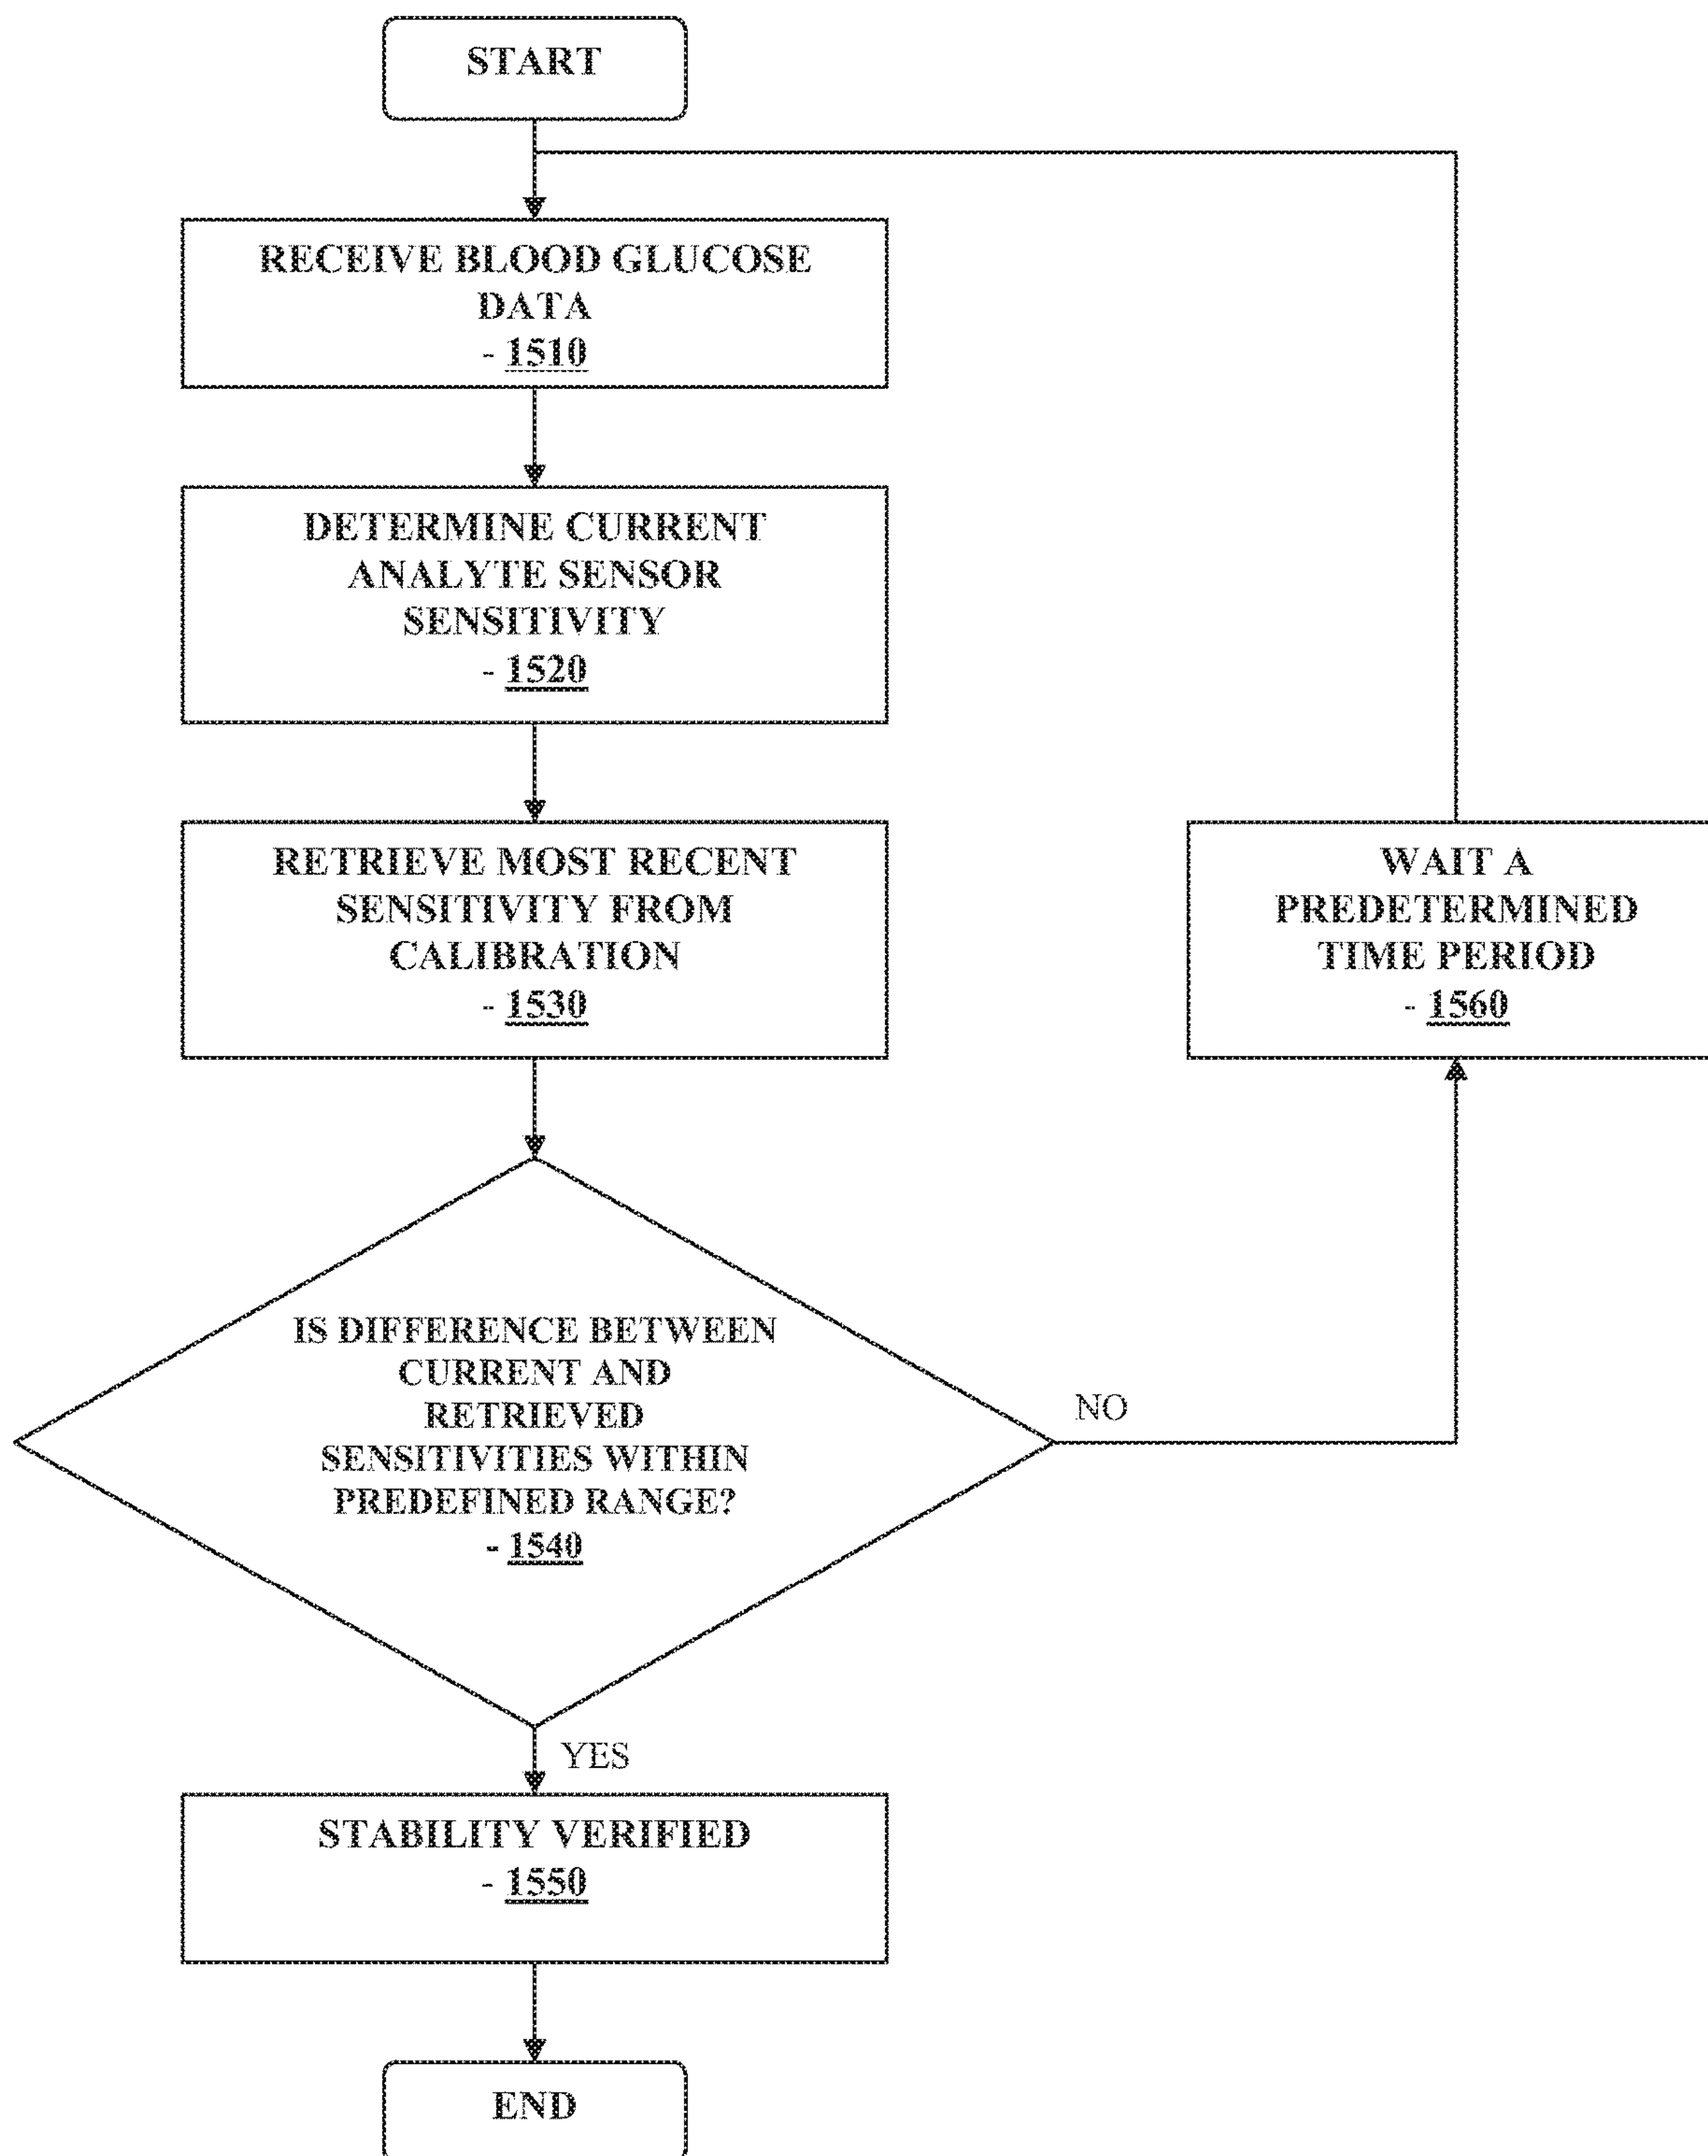 START
RECEIVE BLOOD GLUCOSE
DATA
- 1510
DETERMINE CURRENT
ANALYTE SENSOR
SENSITIVITY
- 1520
RETRIEVE MOST RECENT
SENSITIVITY FROM
CALIBRATION
- 1530
WAIT A
PREDETERMINED
TIME PERIOD
- 1560
IS DIFFERENCE BETWEEN
CURRENT AND
RETRIEVED
SENSITIVITIES WITHIN
PREDEFINED RANGE?
- 1540
NO
YES
STABILITY VERIFIED
- 1550
END